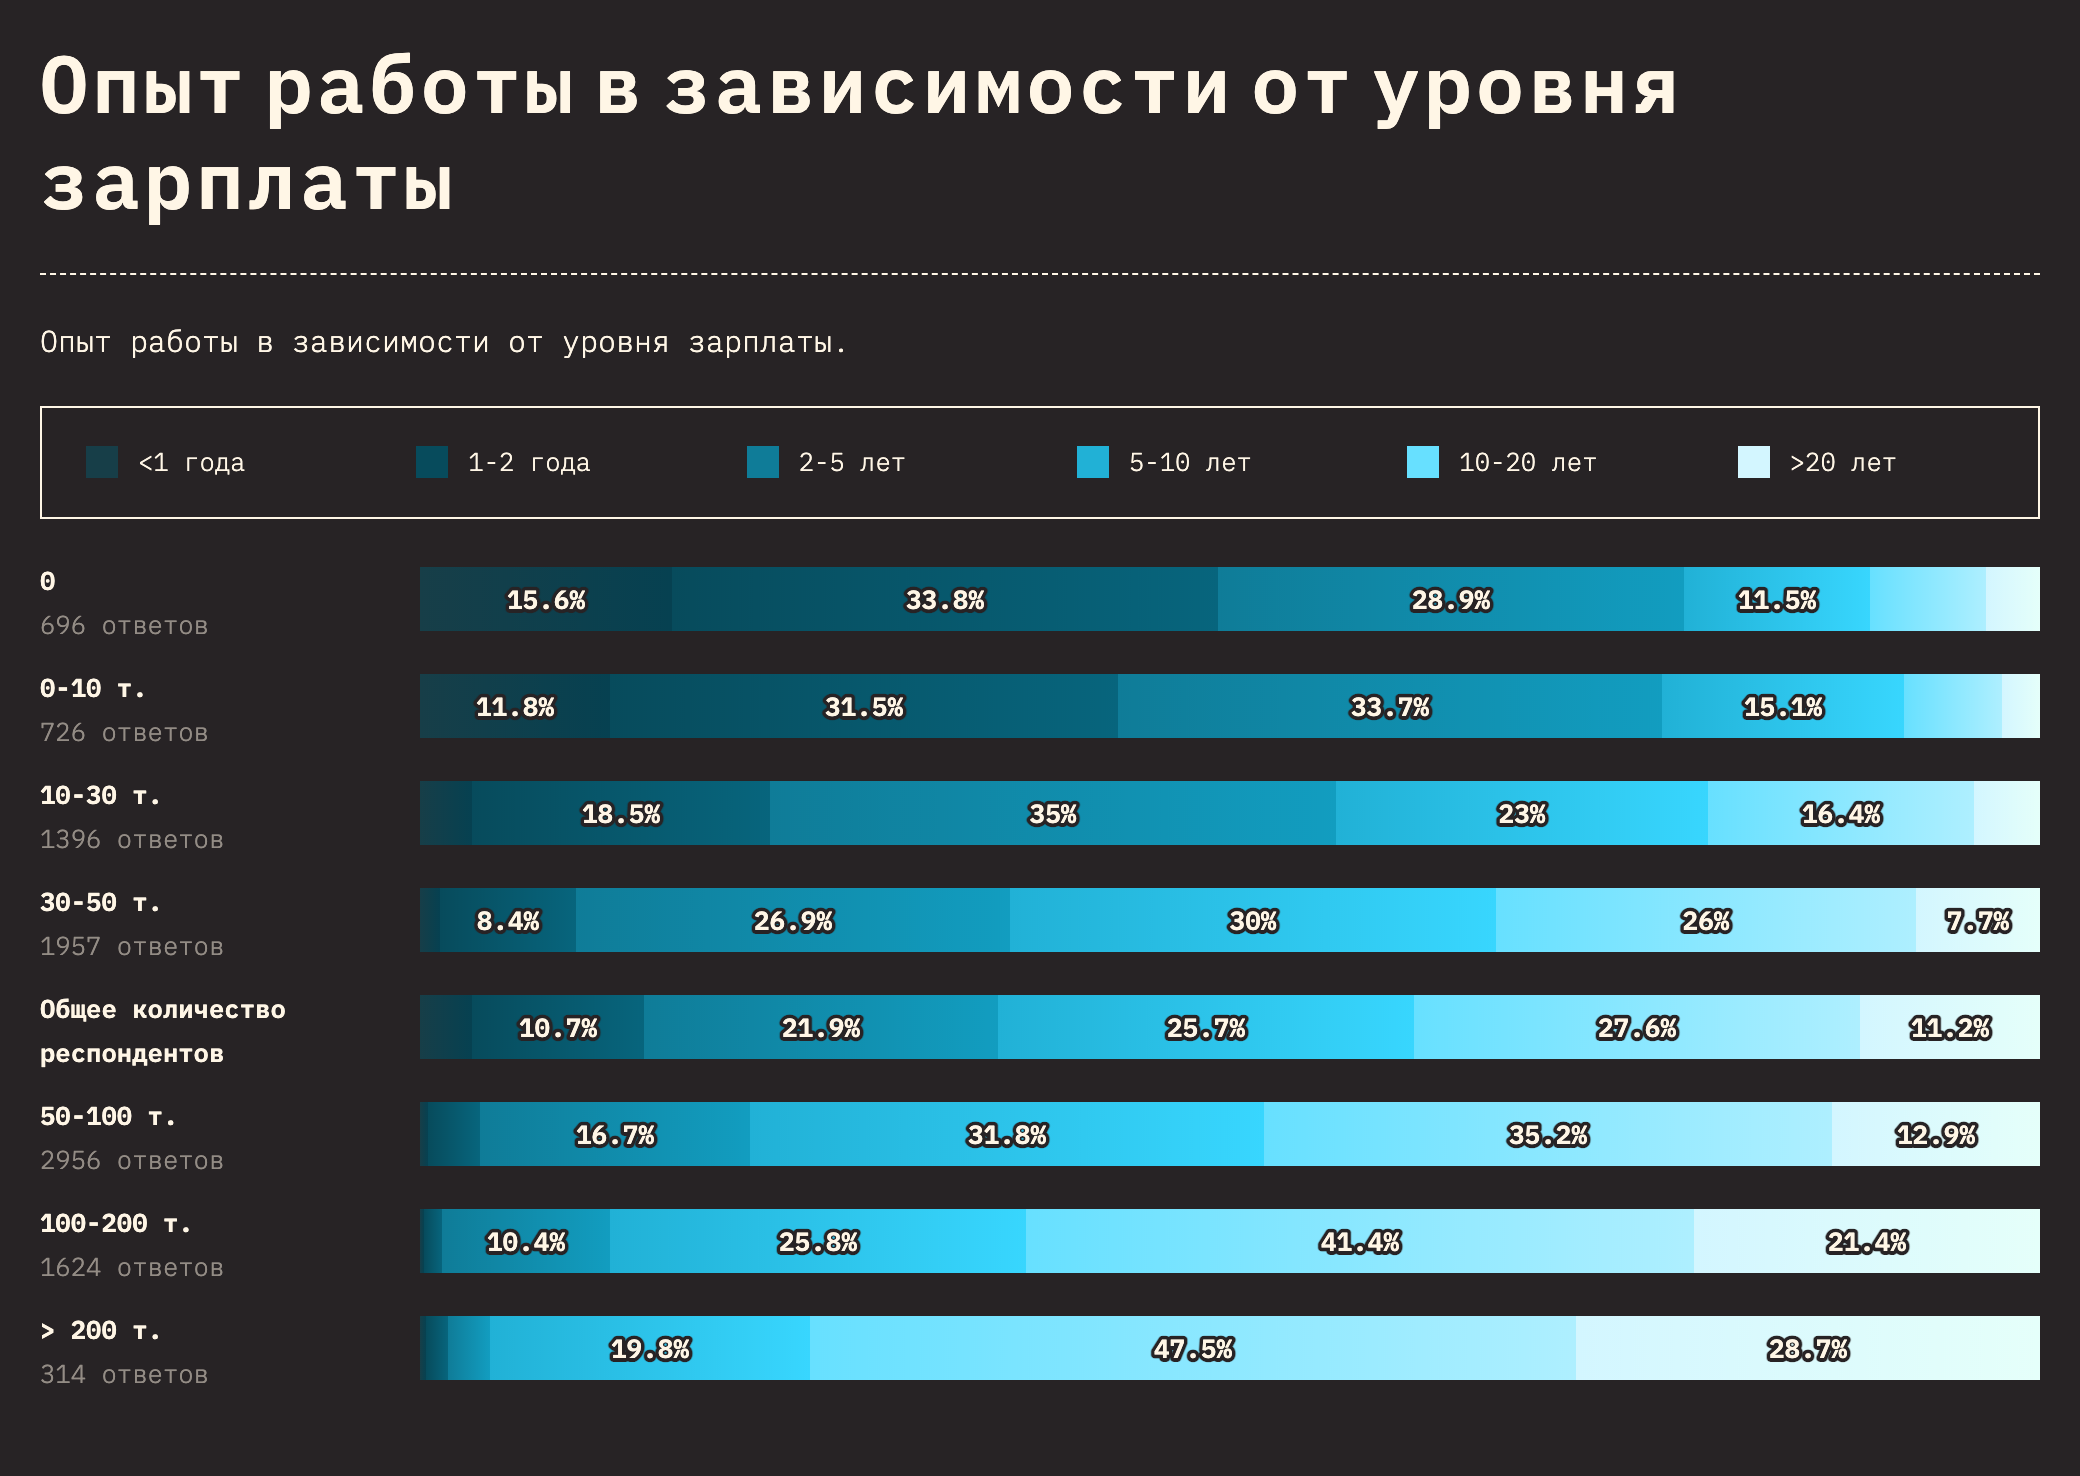 Опыт работы в зависимости от уровня
зарплаты
Опыт работы в зависимости от уровня зарплаты.
<1 года 1-2 года 2-5 лет 5-10 лет 10-20 лет >20 лет
0
696 ответов
15.6% 33.8% 28.9% 11.5%
0-10 т.
726 ответов
11.8% 31.5% 33.7% 15.1%
10-30 т.
1396 ответов
18.5% 35% 23% 16.4%
30-50 т.
1957 ответов
8.4% 26.9% 30% 26% 7.7%
Общее количество
респондентов
10.7% 21.9% 25.7% 27.6% 11.2%
50-100 т.
2956 ответов
16.7% 31.8% 35.2% 12.9%
100-200 т.
1624 ответов
10.4% 25.8% 41.4% 21.4%
> 200 т.
314 ответов
19.8% 47.5% 28.7%